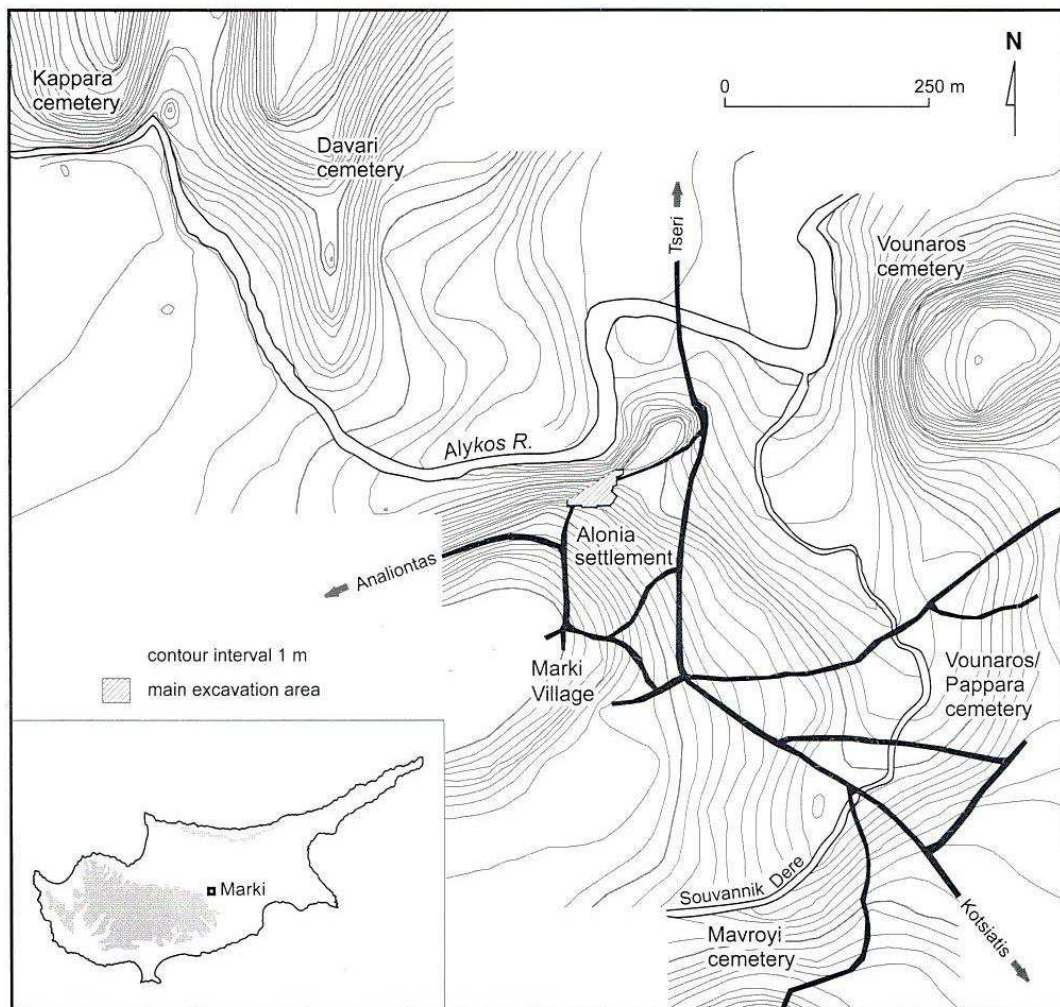 Kappara
cemetery
Davari
cemetery
N
0 250 m
Tseri
Vounaros
cemetery
Alykos R.
Alonia
settlement
Analiontas
contour interval 1 m
main excavation area
Marki
Village
Vounaros/
Pappara
cemetery
Marki
Souvannik Dere
Mavroyi
cemetery
Kotsiatis